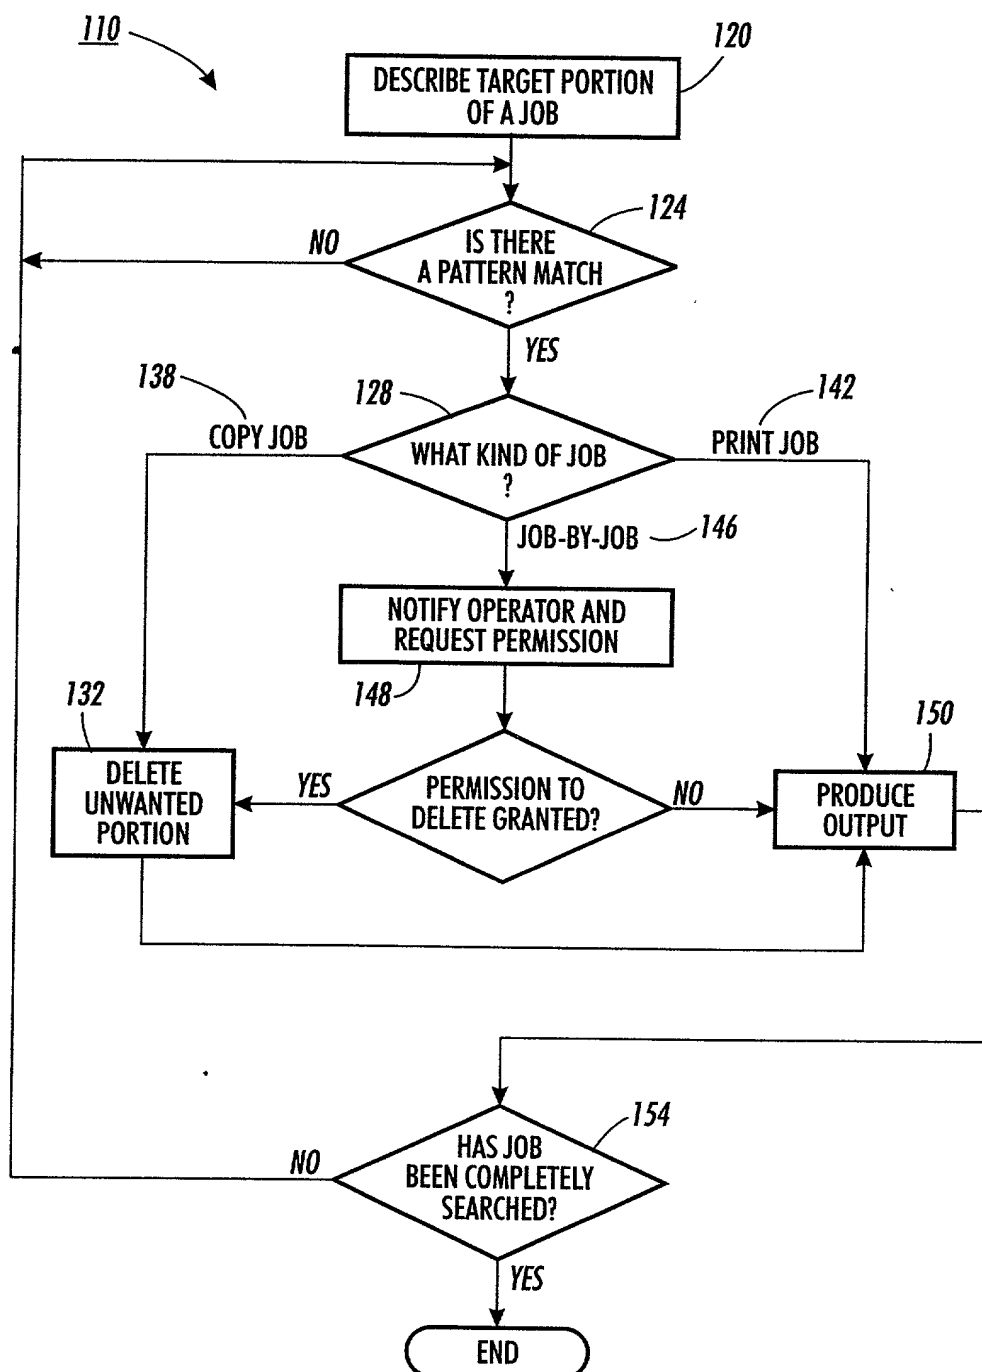 110
120
DESCRIBE TARGET PORTION
OF A JOB
124
NO
IS THERE
A PATTERN MATCH
?
YES
138
128
142
COPY JOB
WHAT KIND OF JOB
?
PRINT JOB
JOB-BY-JOB
146
NOTIFY OPERATOR AND
REQUEST PERMISSION
148
132
150
DELETE
UNWANTED
PORTION
YES
PERMISSION TO
DELETE GRANTED?
NO
PRODUCE
OUTPUT
154
NO
HAS JOB
BEEN COMPLETELY
SEARCHED?
YES
END